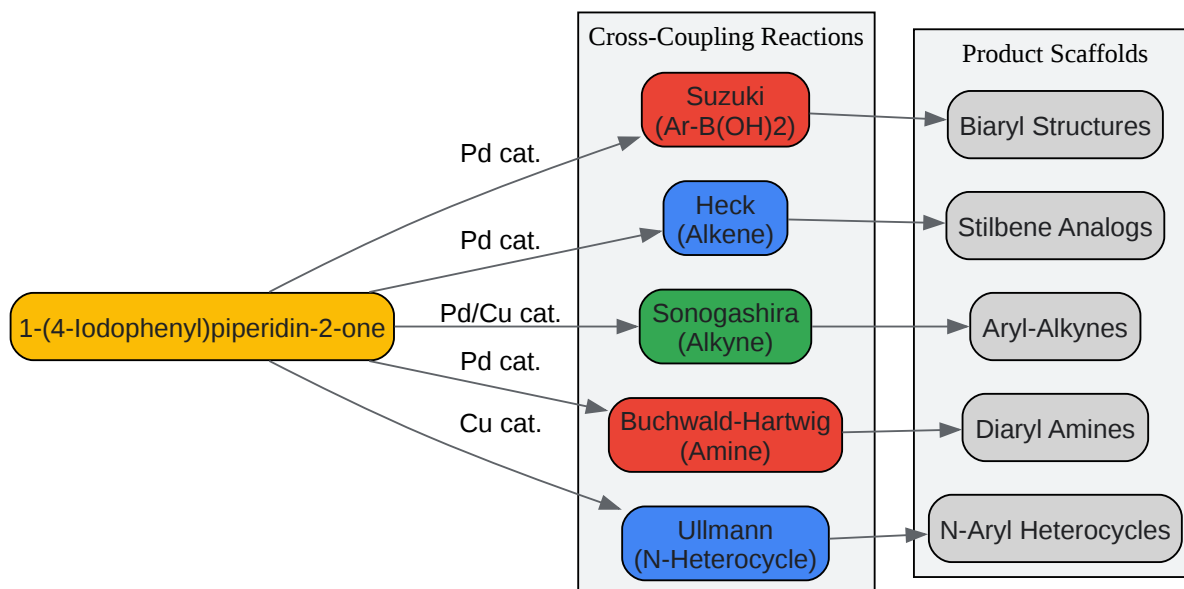 Cross-Coupling Reactions
Product Scaffolds
Suzuki
(Ar-B(OH)2)
Biaryl Structures
Pd cat.
Heck
(Alkene)
Stilbene Analogs
Pd cat.
1-(4-Iodophenyl)piperidin-2-one
Pd/Cu cat.
Sonogashira
(Alkyne)
Aryl-Alkynes
Pd cat.
Buchwald-Hartwig
(Amine)
Diaryl Amines
Cu cat.
Ullmann
(N-Heterocycle)
N-Aryl Heterocycles